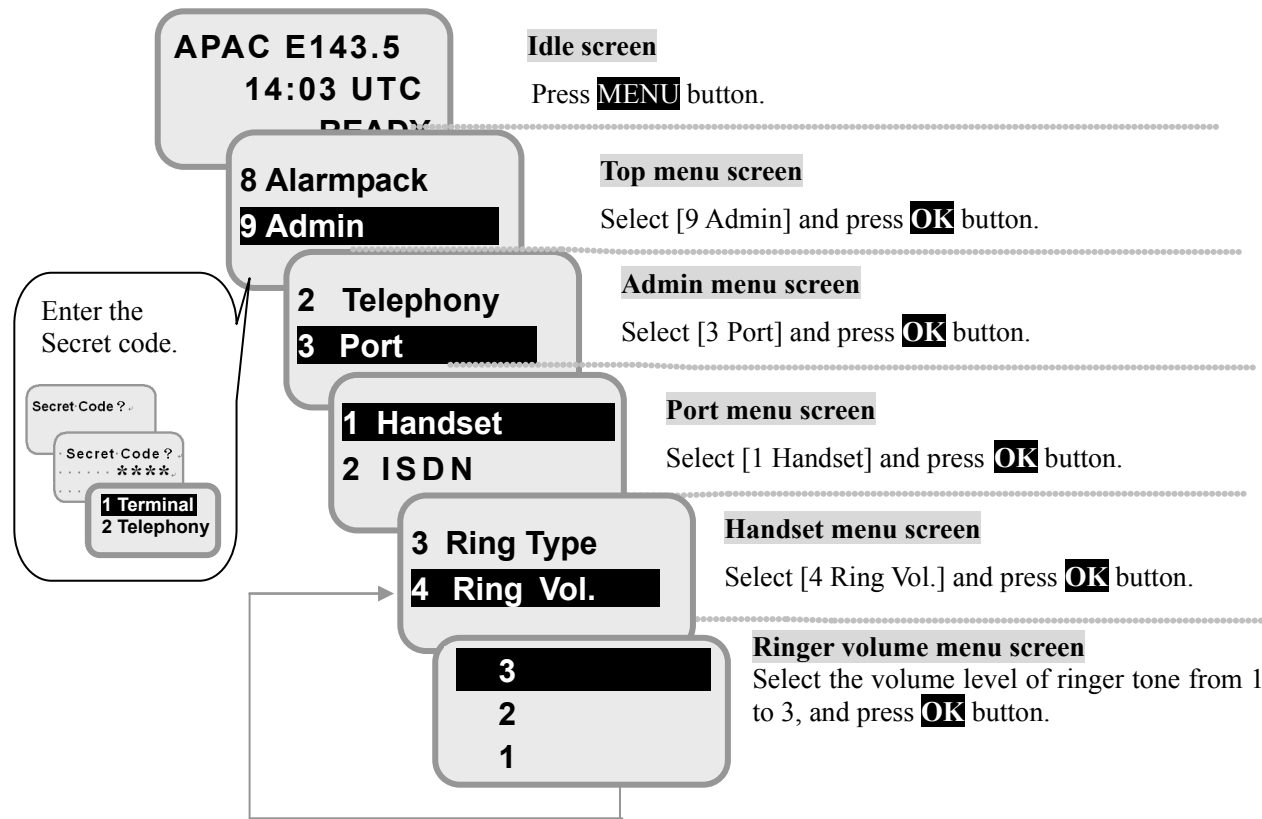 APAC E143.5
14:03 UTC
READY
Idle screen
Press MENU button.
8 Alarmpack
9 Admin
Top menu screen
Select [9 Admin] and press OK button.
Enter the
Secret code.
Secret Code ?
Secret Code ?
****
1 Terminal
2 Telephony
2 Telephony
3 Port
Admin menu screen
Select [3 Port] and press OK button.
1 Handset
2 ISDN
Port menu screen
Select [1 Handset] and press OK button.
3 Ring Type
4 Ring Vol.
Handset menu screen
Select [4 Ring Vol.] and press OK button.
3
2
1
Ringer volume menu screen
Select the volume level of ringer tone from 1
to 3, and press OK button.